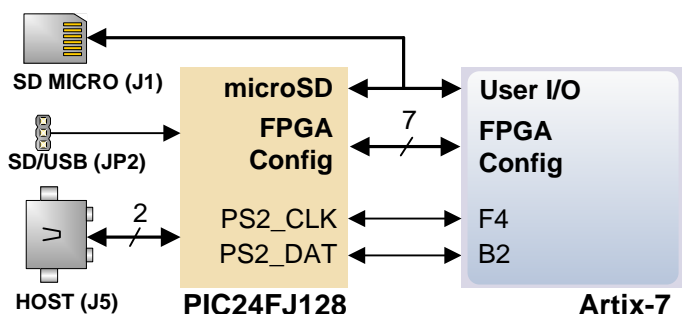 SD MICRO (J1)
SD/USB (JP2)
2
HOST (J5)
microSD
FPGA
Config
PS2_CLK
PS2_DAT
PIC24FJ128
7
User I/O
FPGA
Config
F4
B2
Artix-7